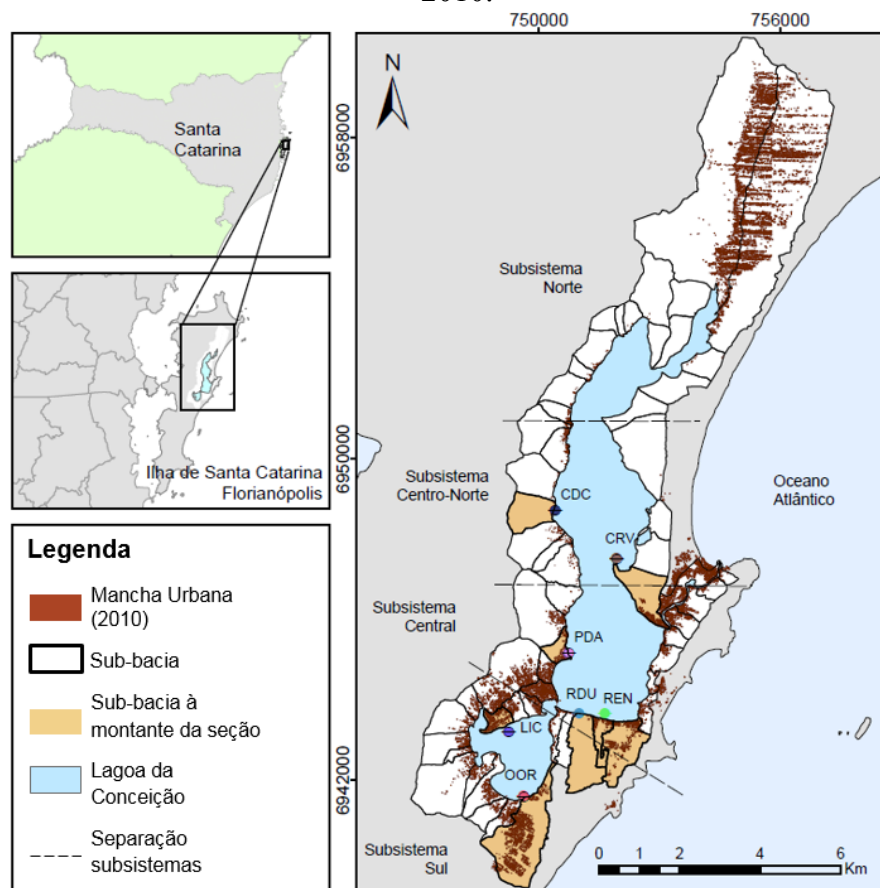 2010.
750000
756000
N
Santa
Catarina
6958000
Subsistema
Norte
Ilha de Santa Catarina
Florianópolis
6950000
Subsistema
Centro-Norte
CDC
Oceano
Atlântico
CRV
Legenda
Mancha Urbana
(2010)
Sub-bacia
Sub-bacia à
montante da seção
Lagoa da
Conceição
Separação
subsistemas
Subsistema
Central
PDA
RDU
REN
LIC
OOR
6942000
Subsistema
Sul
0 1 2 4 6
Km